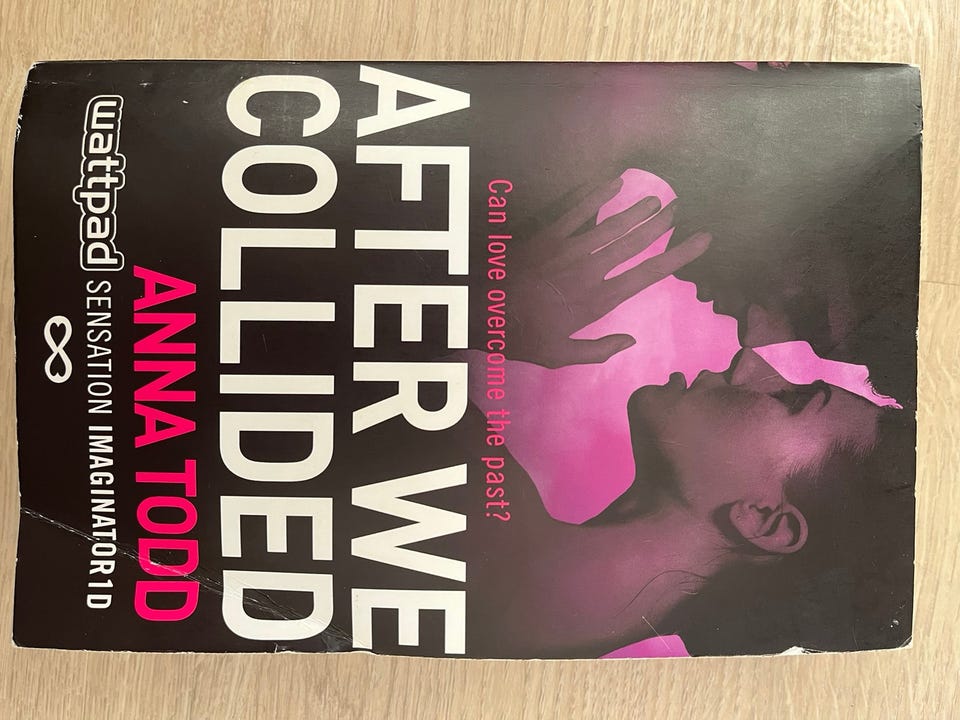 Can love overcome the past?
AFTER WE
COLLIDED
ANNA TODD
wattpad SENSATION IMAGINATOR1D